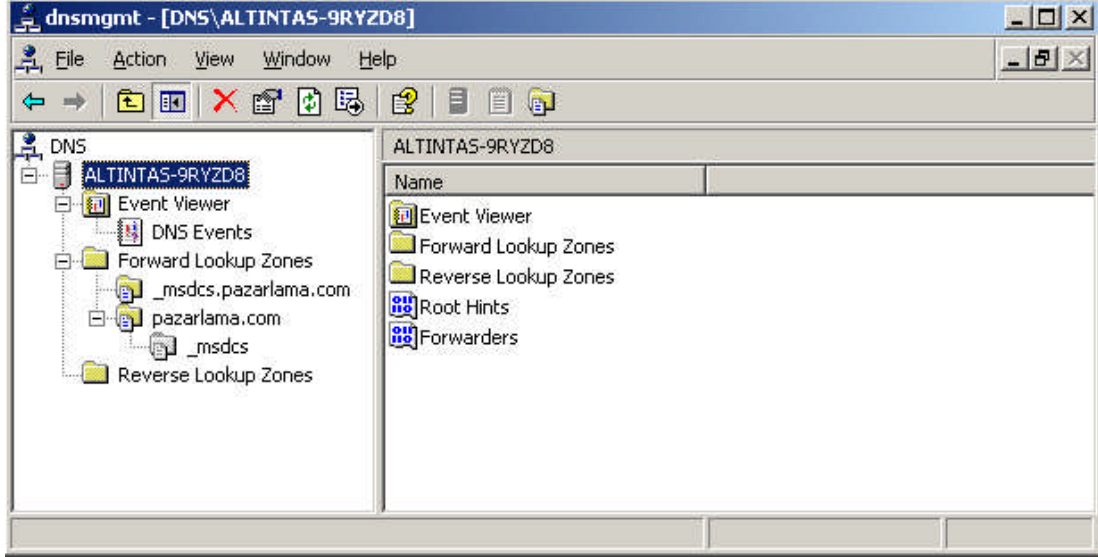 dnsmgmt - [DNS\ALTINTAS-9RYZD8]
File Action View Window Help
DNS
ALTINTAS-9RYZD8
Event Viewer
DNS Events
Forward Lookup Zones
_msdcs.pazarlama.com
pazarlama.com
_msdcs
Reverse Lookup Zones
ALTINTAS-9RYZD8
Name
Event Viewer
Forward Lookup Zones
Reverse Lookup Zones
Root Hints
Forwarders